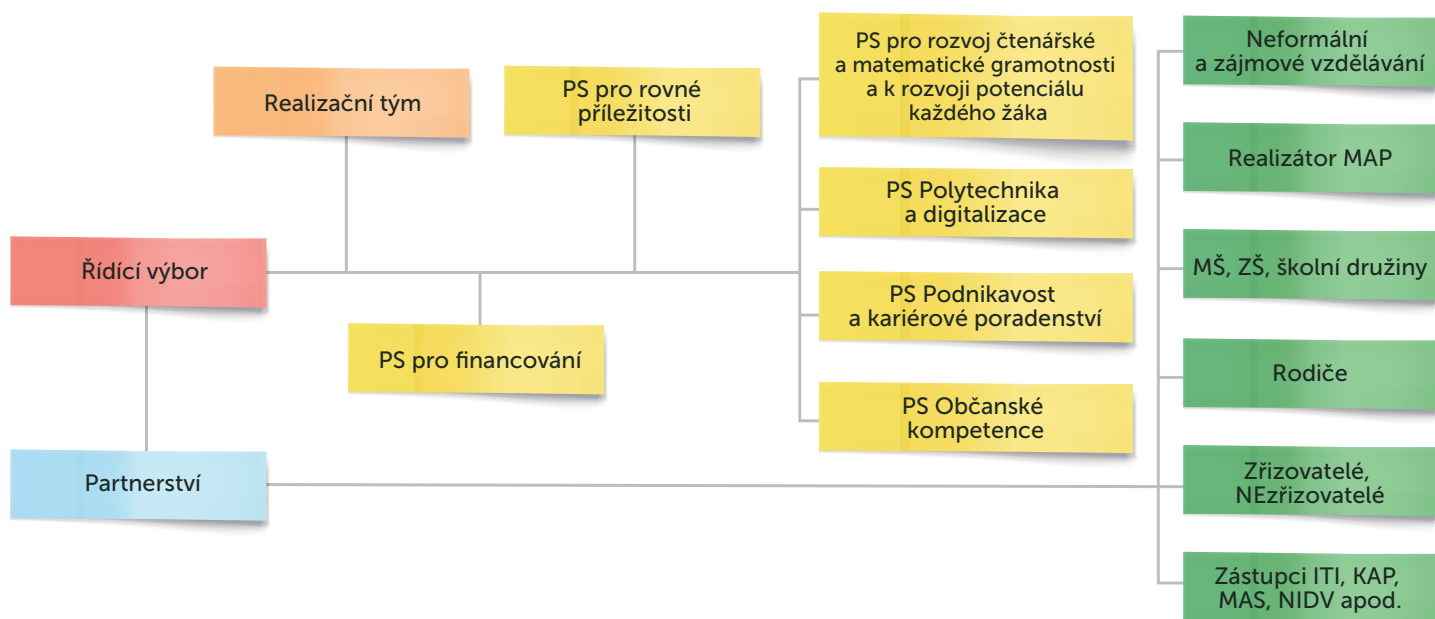 Realizační tým
PS pro rovné
příležitosti
PS pro rozvoj čtenářské
a matematické gramotnosti
a k rozvoji potenciálu
každého žáka
Neformální
a zájmové vzdělávání
Realizátor MAP
PS Polytechnika
a digitalizace
Řídící výbor
MŠ, ZŠ, školní družiny
PS Podnikavost
a kariérové poradenství
PS pro financování
Rodiče
PS Občanské
kompetence
Partnerství
Zřizovatelé,
NEzřizovatelé
Zástupci ITI, KAP,
MAS, NIDV apod.